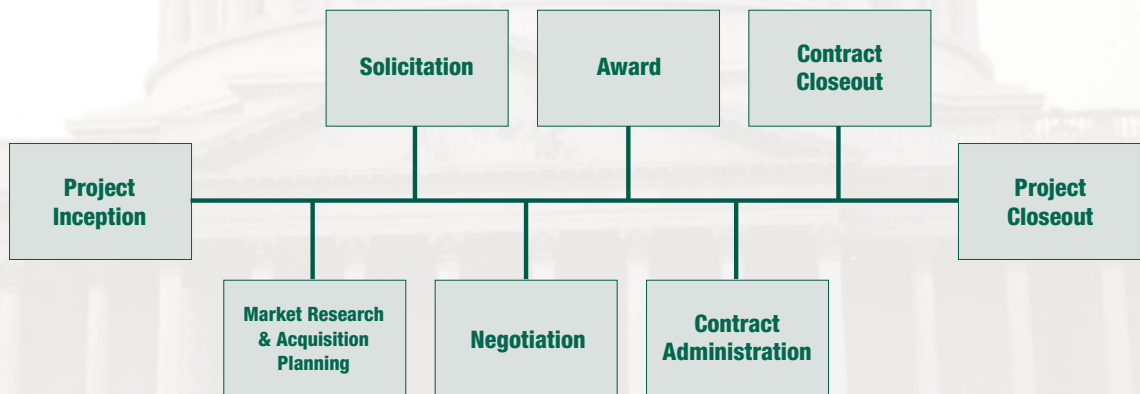 Solicitation
Award
Contract
Closeout
Project
Inception
Project
Closeout
Market Research
& Acquisition
Planning
Negotiation
Contract
Administration